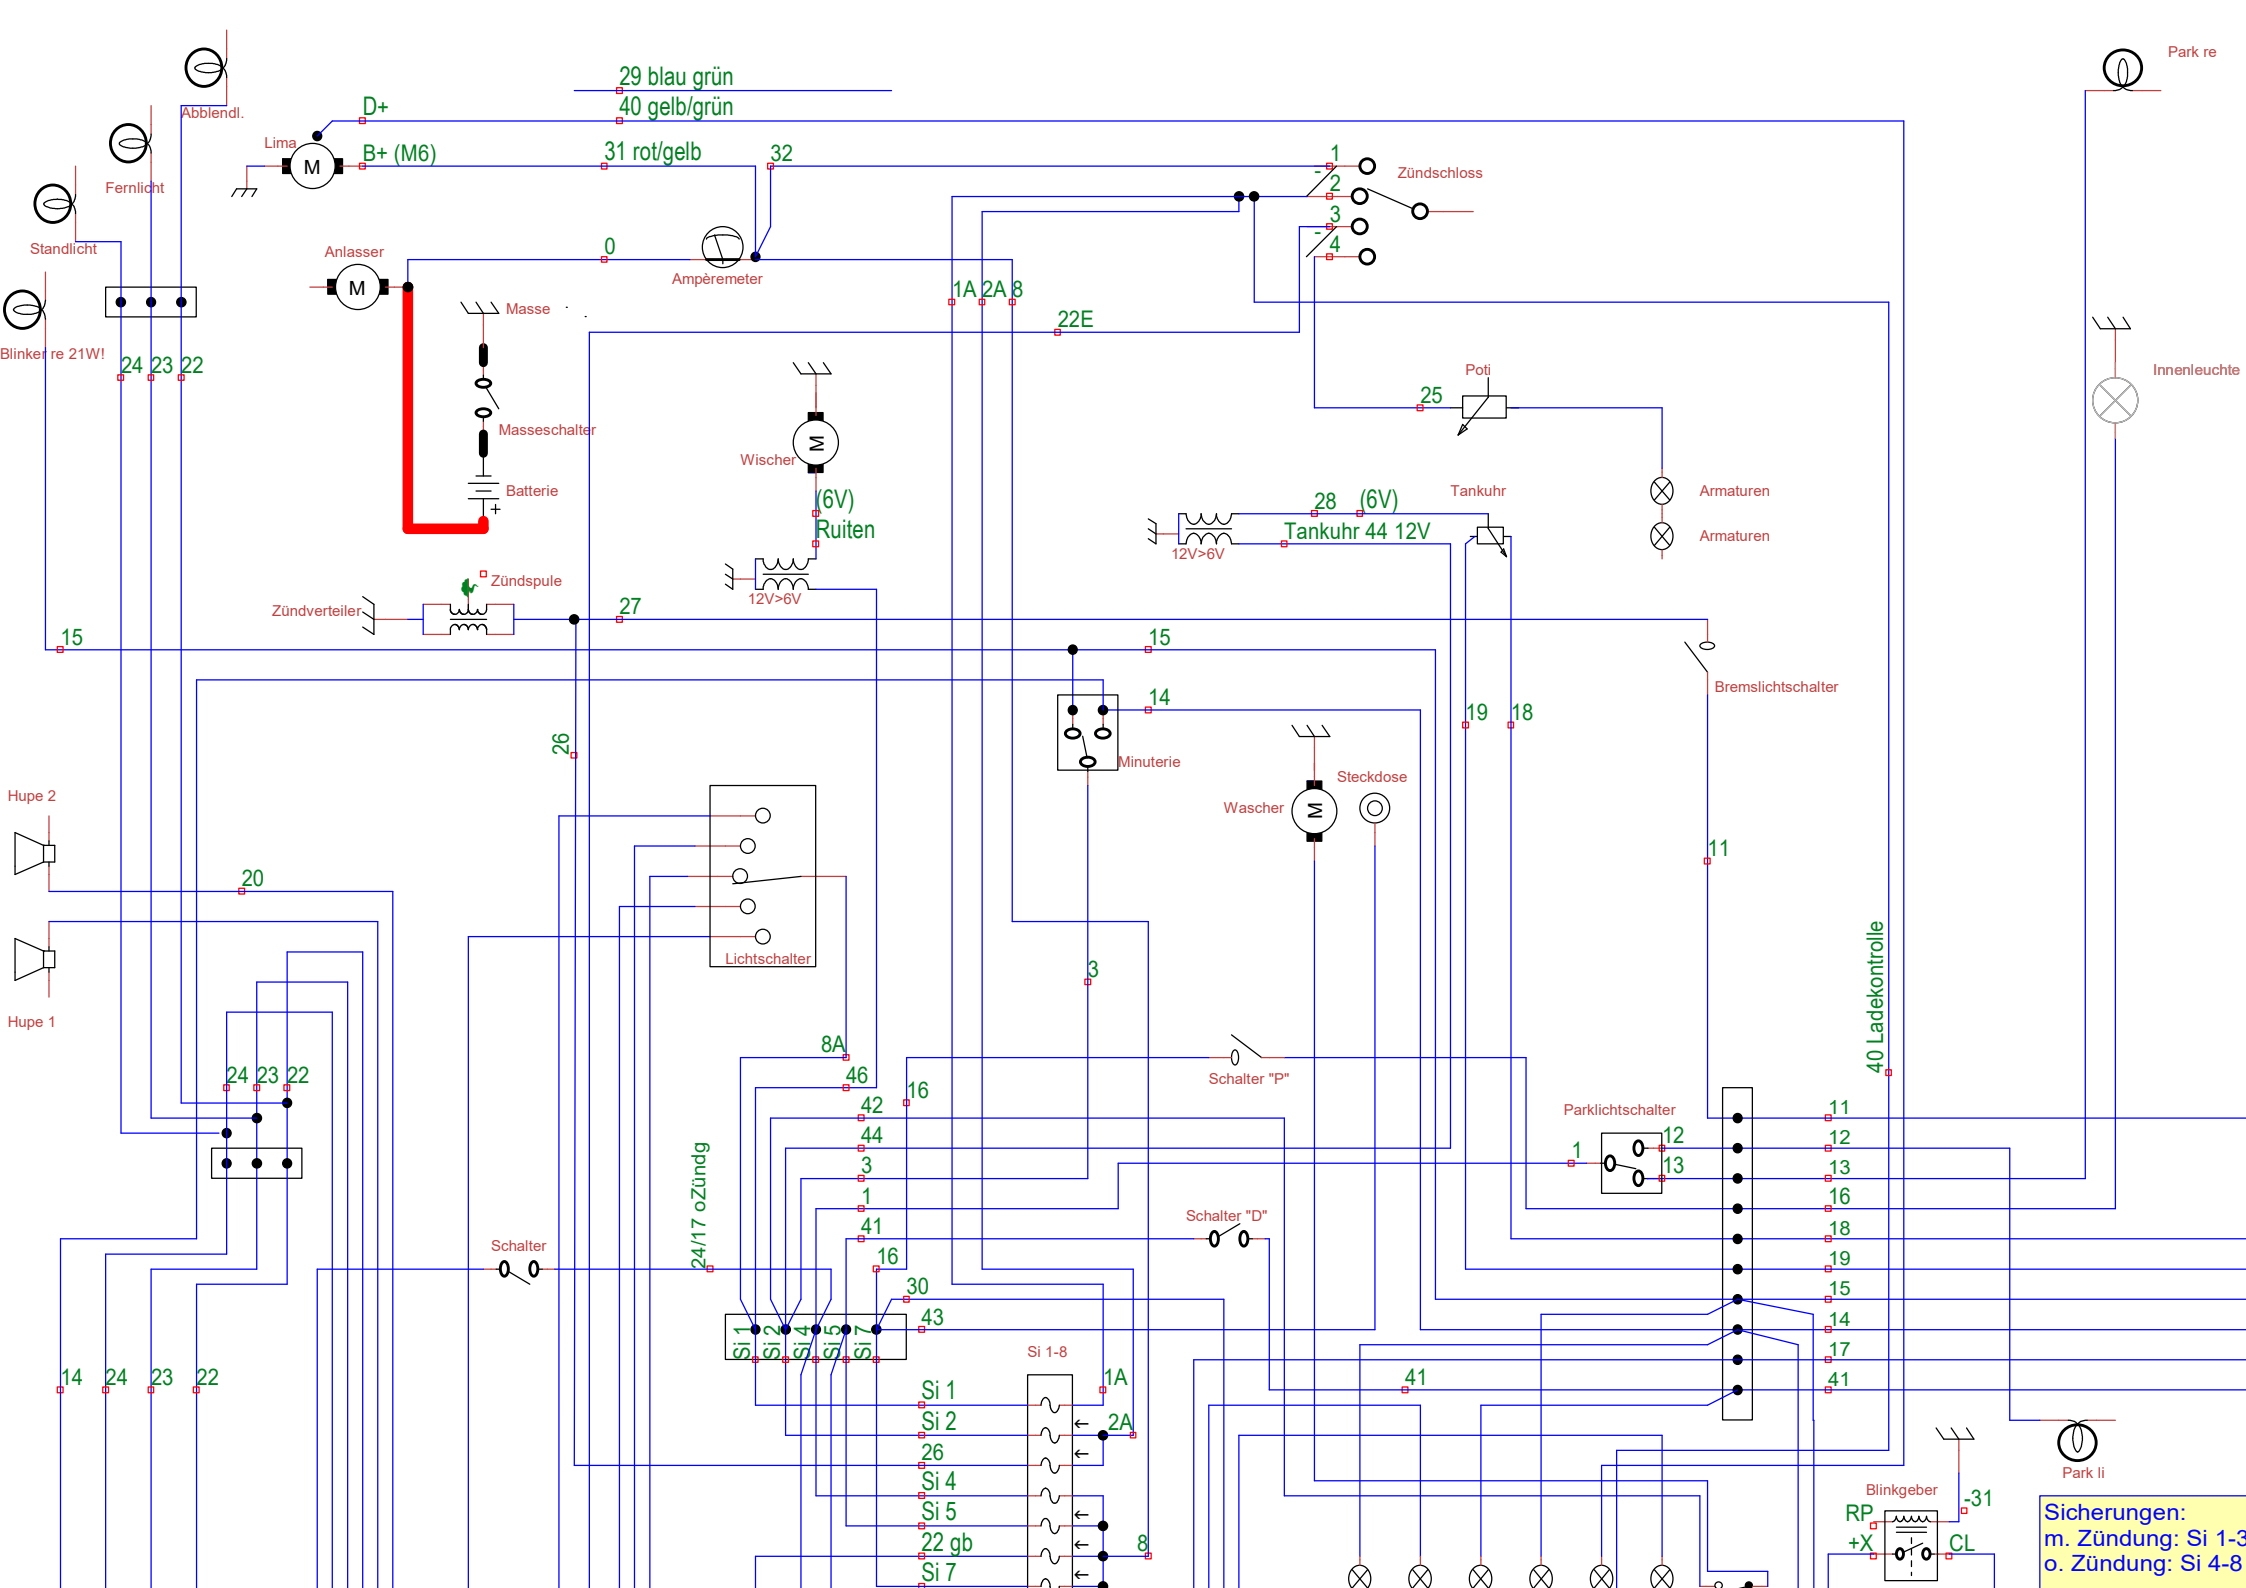 Park re
29 blau grün
D+
40 gelb/grün
Abblendl.
Lima
M
B+ (M6)
31 rot/gelb
32
1
-
2
Zündschloss
3
-
4
Fernlicht
Standlicht
Anlasser
M
0
Ampèremeter
1A
2A
8
Masse
22E
Blinker re 21W!
24
23
22
Poti
Innenleuchte
25
Masseschalter
Wischer
M
Batterie
+
(6V)
Ruiten
28
(6V)
Tankuhr
Armaturen
Tankuhr 44 12V
12V>6V
Armaturen
Zündspule
12V>6V
Zündverteiler
27
15
15
Bremslichtschalter
14
19
18
26
Minuterie
Steckdose
Wascher
M
Hupe 2
11
20
Lichtschalter
3
40 Ladekontrolle
Hupe 1
8A
24
23
22
46
16
Schalter "P"
42
Parklichtschalter
11
44
1
12
12
24/17 oZündg
3
13
13
1
16
41
Schalter "D"
18
Schalter
16
19
30
15
43
14
Si 1
Si 2
Si 4
Si 5
Si 7
Si 1-8
17
14
24
23
22
1A
41
41
Si 1
Si 2
2A
26
Park li
Si 4
Blinkgeber
-31
Si 5
RP
Sicherungen:
22 gb
8
+X
CL
m. Zündung: Si 1-3
Si 7
o. Zündung: Si 4-8